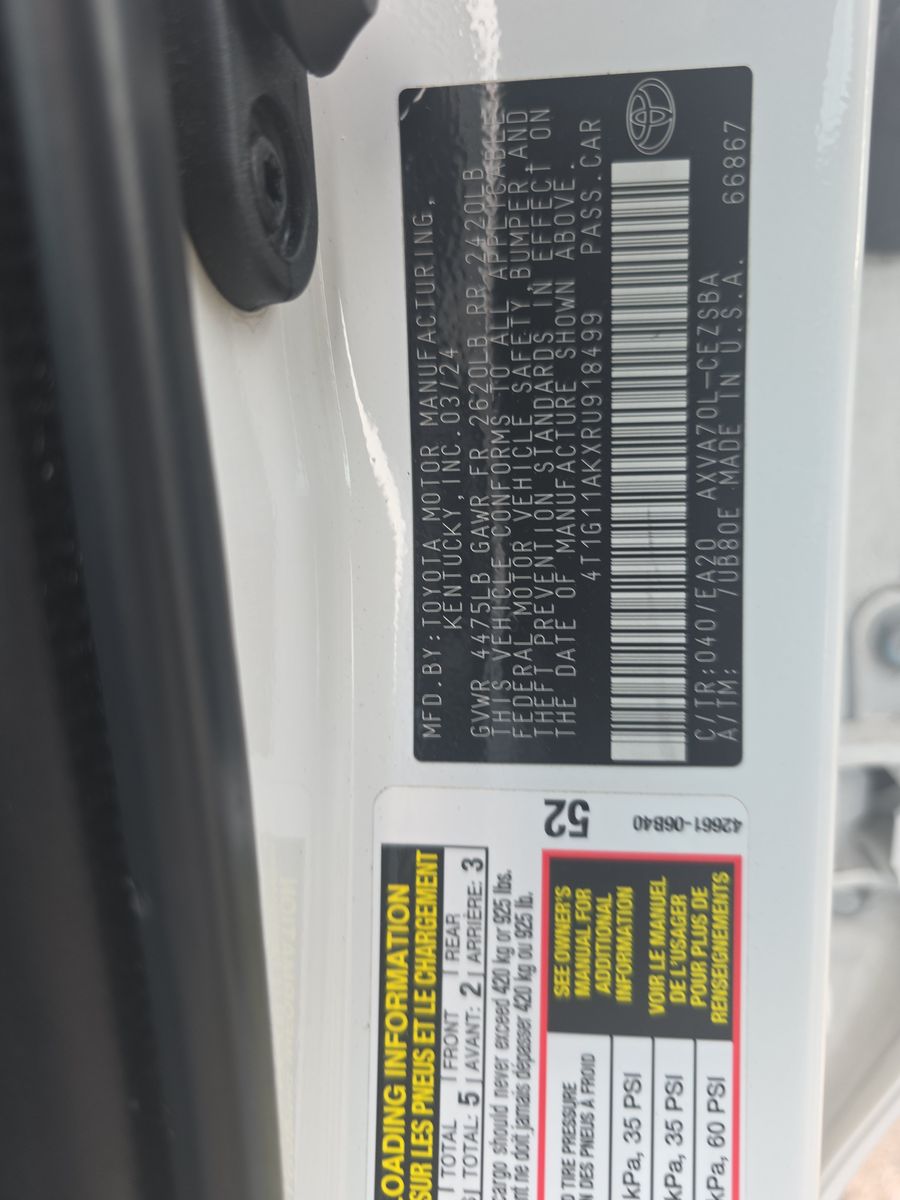 MFD.BY:TOYOTA MOTOR MANUFACTURING,
KENTUCKY,INC.03/24
GVWR 4475LB GAWR FR 2620LB RR 2420LB
THIS VEHICLE CONFORMS TO ALL APPLICABLE
FEDERAL MOTOR VEHICLE SAFETY,BUMPER,AND
THEFT PREVENTION STANDARDS IN EFFECT ON
THE DATE OF MANUFACTURE SHOWN ABOVE.
4T1G11AKXRU918499 PASS.CAR
C/TR:040/EA20 AXVA70L-CEZSBA
A/TM: 70B80E MADE IN U.S.A. 66867
52
42661-06B40
LOADING INFORMATION
SUR LES PNEUS ET LE CHARGEMENT
TOTAL FRONT REAR
TOTAL: 5 AVANT: 2 ARRIÈRE: 3
cargo should never exceed 420 kg or 925 lbs.
ne doit jamais dépasser 420 kg ou 925 lb.
TIRE PRESSURE
DES PNEUS À FROID
SEE OWNER'S
MANUAL FOR
ADDITIONAL
INFORMATION
VOIR LE MANUEL
DE L'USAGER
POUR PLUS DE
RENSEIGNEMENTS
kPa, 35 PSI
kPa, 35 PSI
kPa, 60 PSI